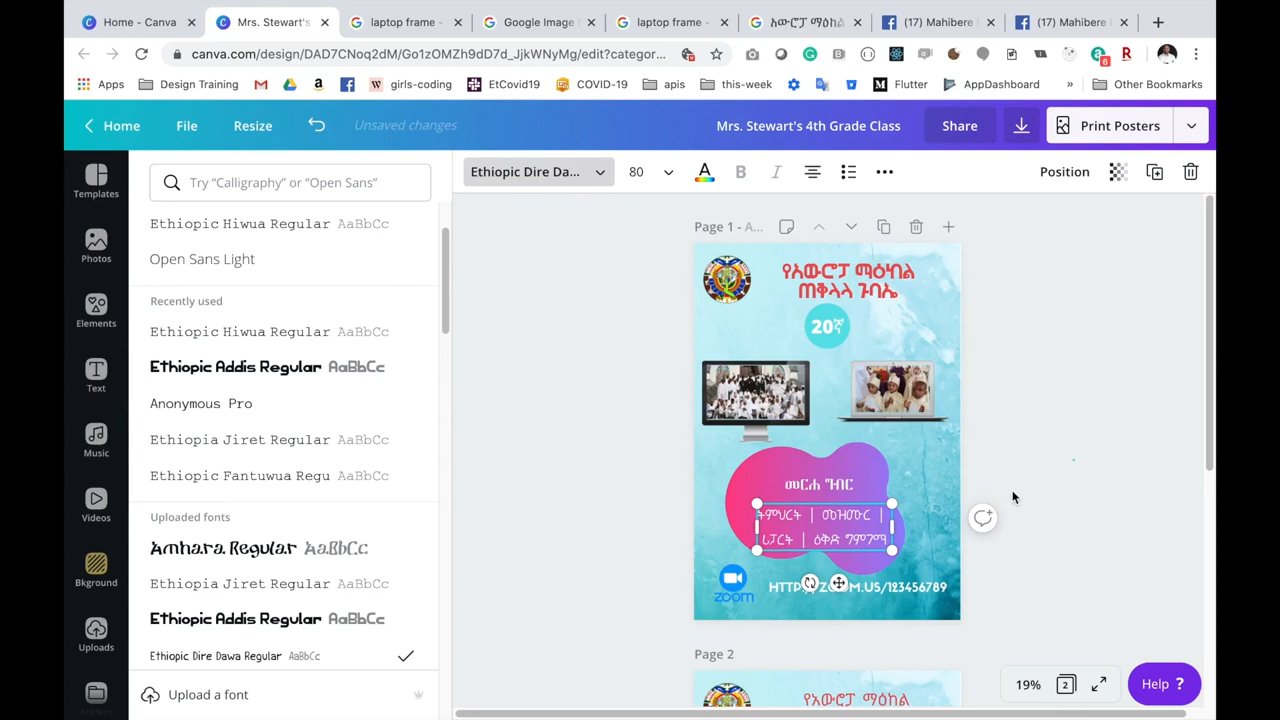 Home - Canva
Mrs. Stewart's
laptop frame -
Google Image
laptop frame -
አውሮፓ ማዕከል
(17) Mahibere
(17) Mahibere
canva.com/design/DAD7CNoq2dM/Go1zOMZh9dD7d_JjkWNyMg/edit?categor...
6
Apps
Design Training
girls-coding
EtCovid19
COVID-19
apis
this-week
Flutter
AppDashboard
»
Other Bookmarks
Home
File
Resize
Unsaved changes
Mrs. Stewart's 4th Grade Class
Share
Print Posters
Templates
Photos
Elements
Text
Music
Videos
Bkground
Uploads
Folders
Try “Calligraphy” or “Open Sans”
Ethiopic Hiwua Regular AaBbCc
Open Sans Light
Recently used
Ethiopic Hiwua Regular AaBbCc
Ethiopic Addis Regular AaBbCc
Anonymous Pro
Ethiopia Jiret Regular AaBbCc
Ethiopic Fantuwua Regu AaBbCc
Uploaded fonts
Amhara Regular AaBbCc
Ethiopia Jiret Regular AaBbCc
Ethiopic Addis Regular AaBbCc
Ethiopic Dire Dawa Regular AaBbCc
Upload a font
Ethiopic Dire Da...
80
A
B
I
Position
Page 1 - A...
የአውሮፓ ማዕከል
ጠቅላላ ጉባኤ
20ኛ
መርሐ ግብር
ትምህርት | መዝሙር |
ሪፖርት | ዕቅድ ግምገማ
zoom
ZOOM.US/123456789
Page 2
የአውሮፓ ማዕከል
19%
2
Help ?